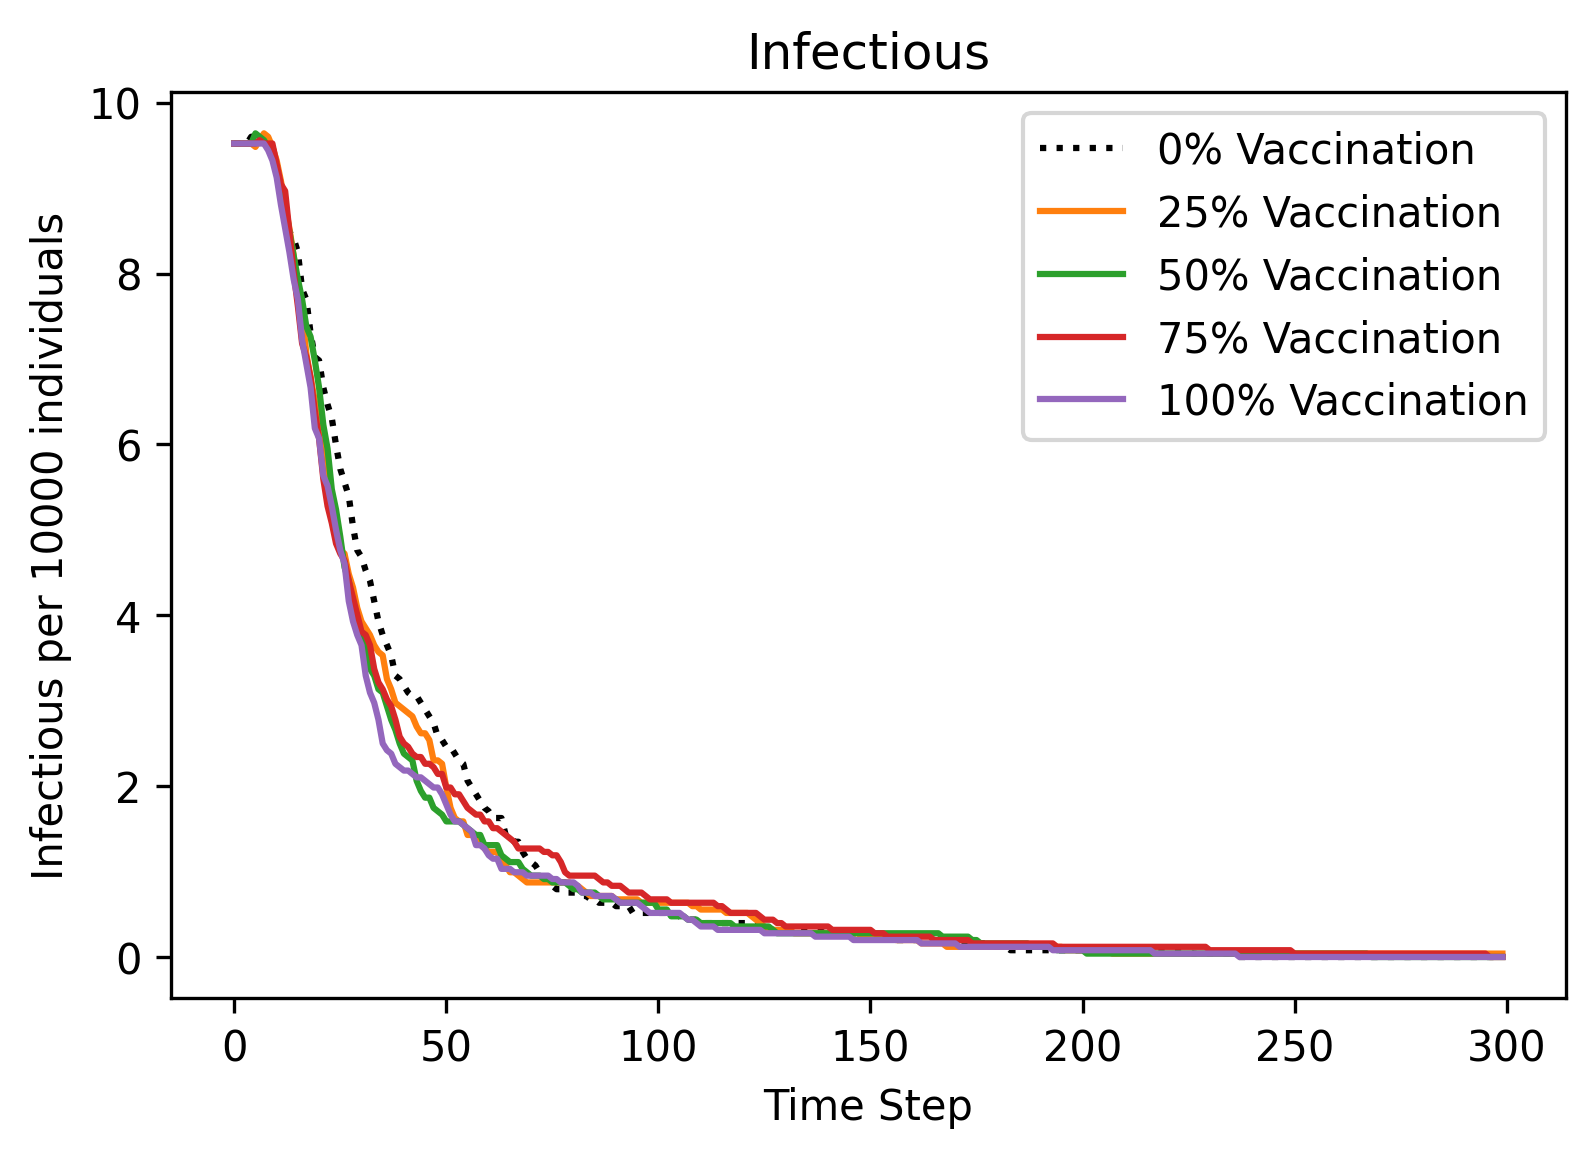 Infectious
Infectious per 10000 individuals
10
8
6
4
2
0
0% Vaccination
25% Vaccination
50% Vaccination
75% Vaccination
100% Vaccination
0 50 100 150 200 250 300
Time Step